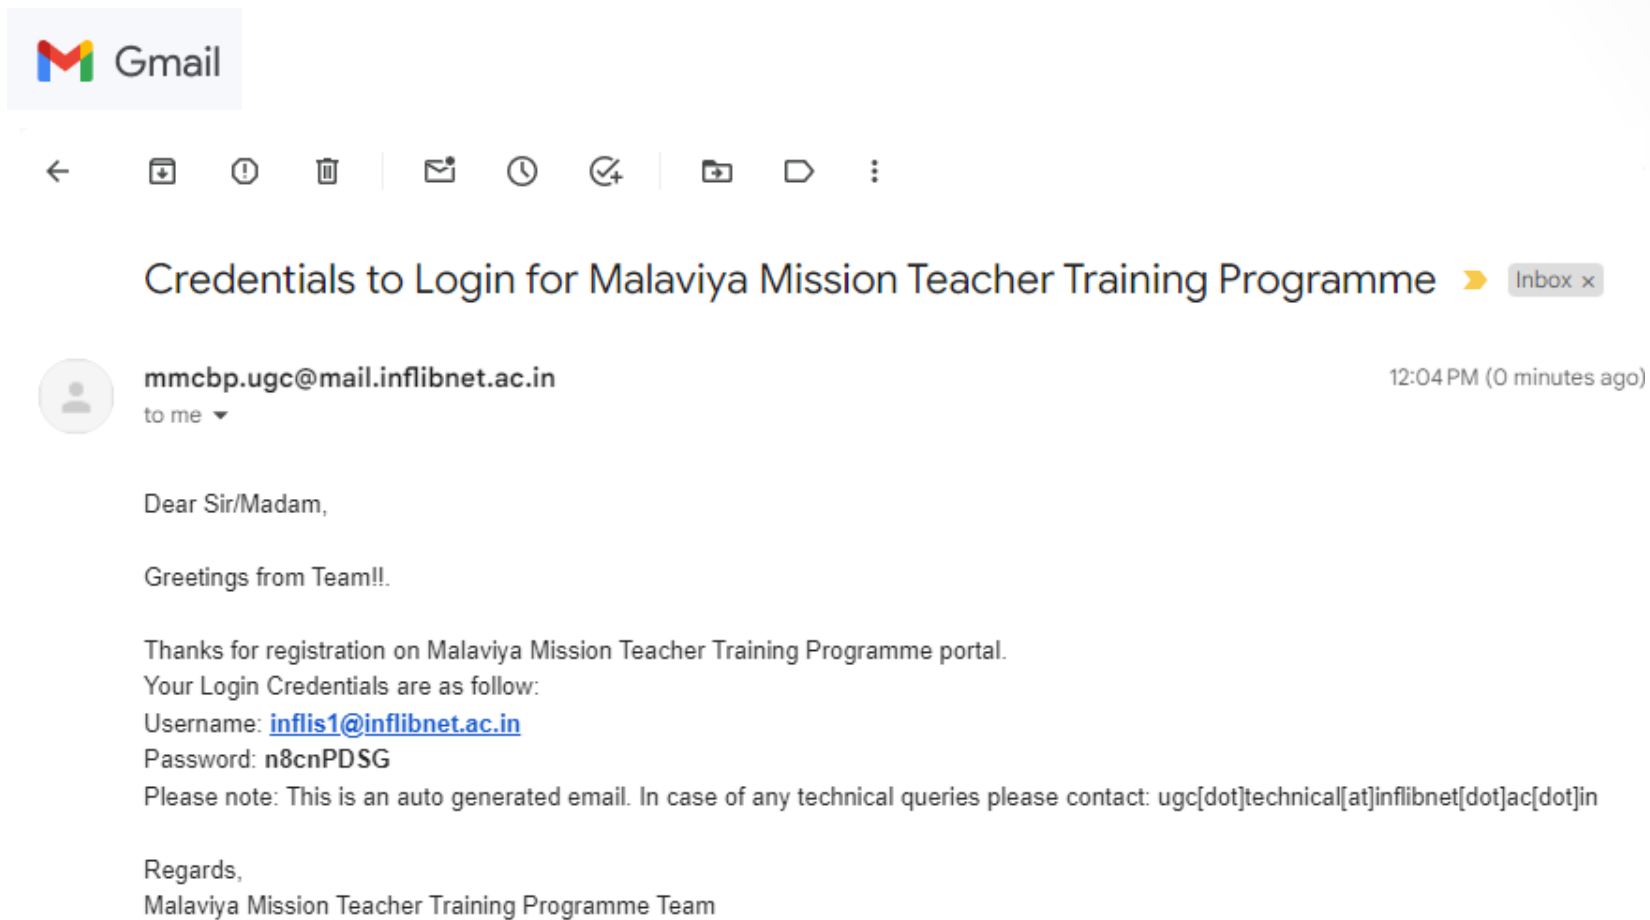 Gmail
Credentials to Login for Malaviya Mission Teacher Training Programme Inbox ×
mmcbp.ugc@mail.inflibnet.ac.in 12:04 PM (0 minutes ago)
to me
Dear Sir/Madam,
Greetings from Team!!.
Thanks for registration on Malaviya Mission Teacher Training Programme portal.
Your Login Credentials are as follow:
Username: inflis1@inflibnet.ac.in
Password: n8cnPDSG
Please note: This is an auto generated email. In case of any technical queries please contact: ugc[dot]technical[at]inflibnet[dot]ac[dot]in
Regards,
Malaviya Mission Teacher Training Programme Team